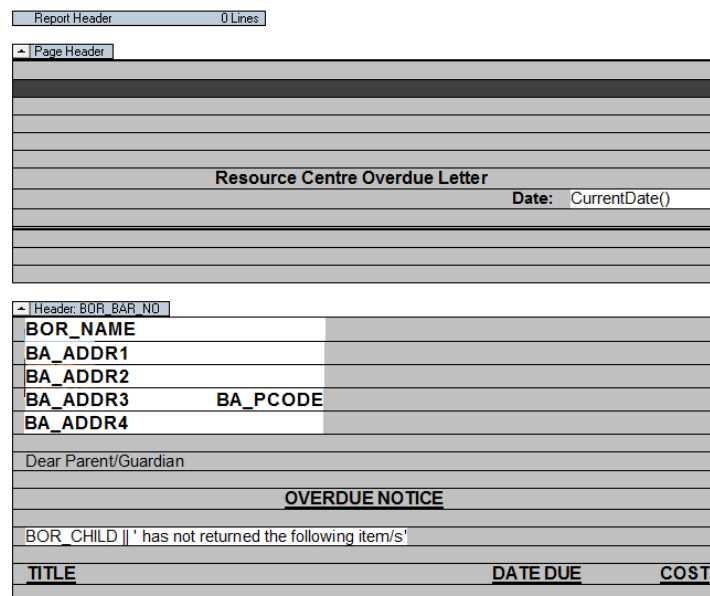 Report Header 0 Lines
Page Header
Resource Centre Overdue Letter
Date: CurrentDate()
Header: BOR_BAR_NO
BOR_NAME
BA_ADDR1
BA_ADDR2
BA_ADDR3 BA_PCODE
BA_ADDR4
Dear Parent/Guardian
OVERDUE NOTICE
BOR_CHILD || ' has not returned the following item/s'
TITLE DATE DUE COST